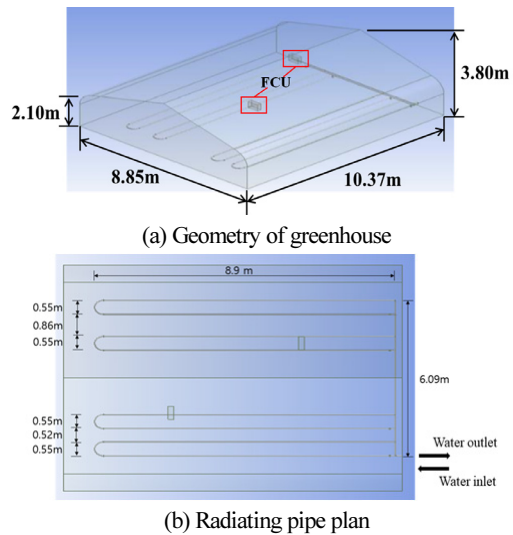 FCU
3.80m
2.10m
8.85m
10.37m
(a) Geometry of greenhouse
8.9 m
0.55m
0.86m
0.55m
6.09m
0.55m
0.52m
0.55m
Water outlet
Water inlet
(b) Radiating pipe plan